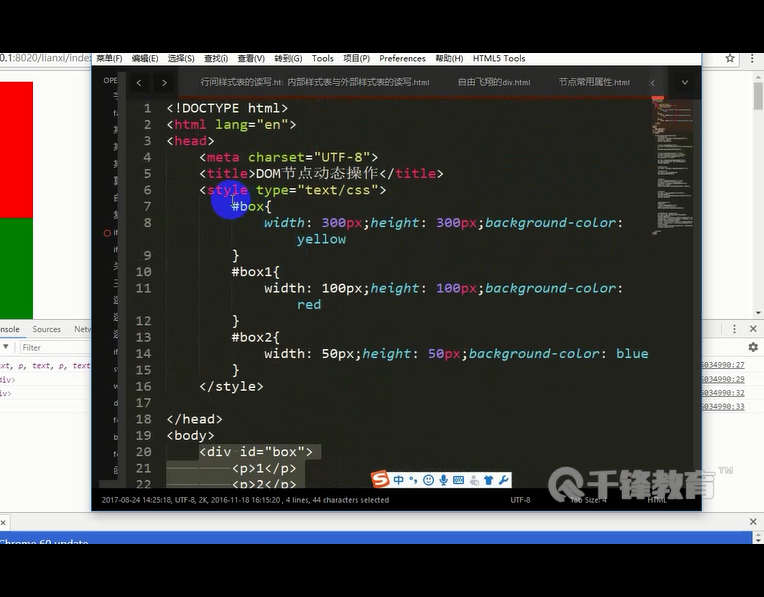 0.1:8020/lianxi/index
菜单(F) 编辑(E) 选择(S) 查找(i) 查看(V) 转到(G) Tools 项目(P) Preferences 帮助(H) HTML5 Tools
OPE
行间样式表的读写.ht 内部样式表与外部样式表的读写.html 自由飞翔的div.html 节点常用属性.html
1 <!DOCTYPE html>
2 <html lang="en">
3 <head>
4 <meta charset="UTF-8">
5 <title>DOM节点动态操作</title>
6 <style type="text/css">
7 #box{
8 width: 300px;height: 300px;background-color:
yellow
9 }
10 #box1{
11 width: 100px;height: 100px;background-color:
red
12 }
13 #box2{
14 width: 50px;height: 50px;background-color: blue
15 }
16 </style>
17
18 </head>
19 <body>
20 <div id="box">
21 <p>1</p>
22 <p>2</p>
nsole Sources Netw
Filter
ext, p, text, p, text
div>
iv>
6034990:27
6034990:29
6034990:32
6034990:33
中
千锋教育 TM
2017-08-24 14:25:18, UTF-8, 2K, 2016-11-18 16:15:20 , 4 lines, 44 characters selected UTF-8 Tab Size: 4 HTML
Chrome 60 update